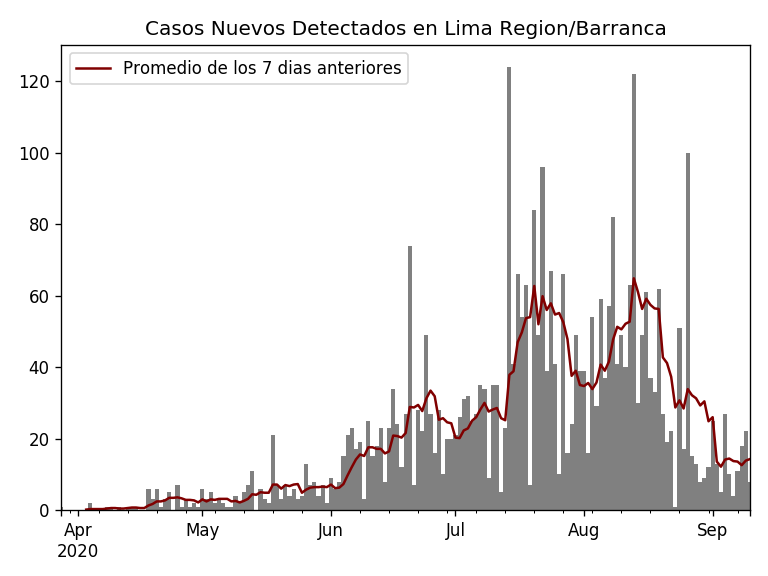 Casos Nuevos Detectados en Lima Region/Barranca
Promedio de los 7 dias anteriores
120
100
80
60
40
20
0
Apr May Jun Jul Aug Sep
2020